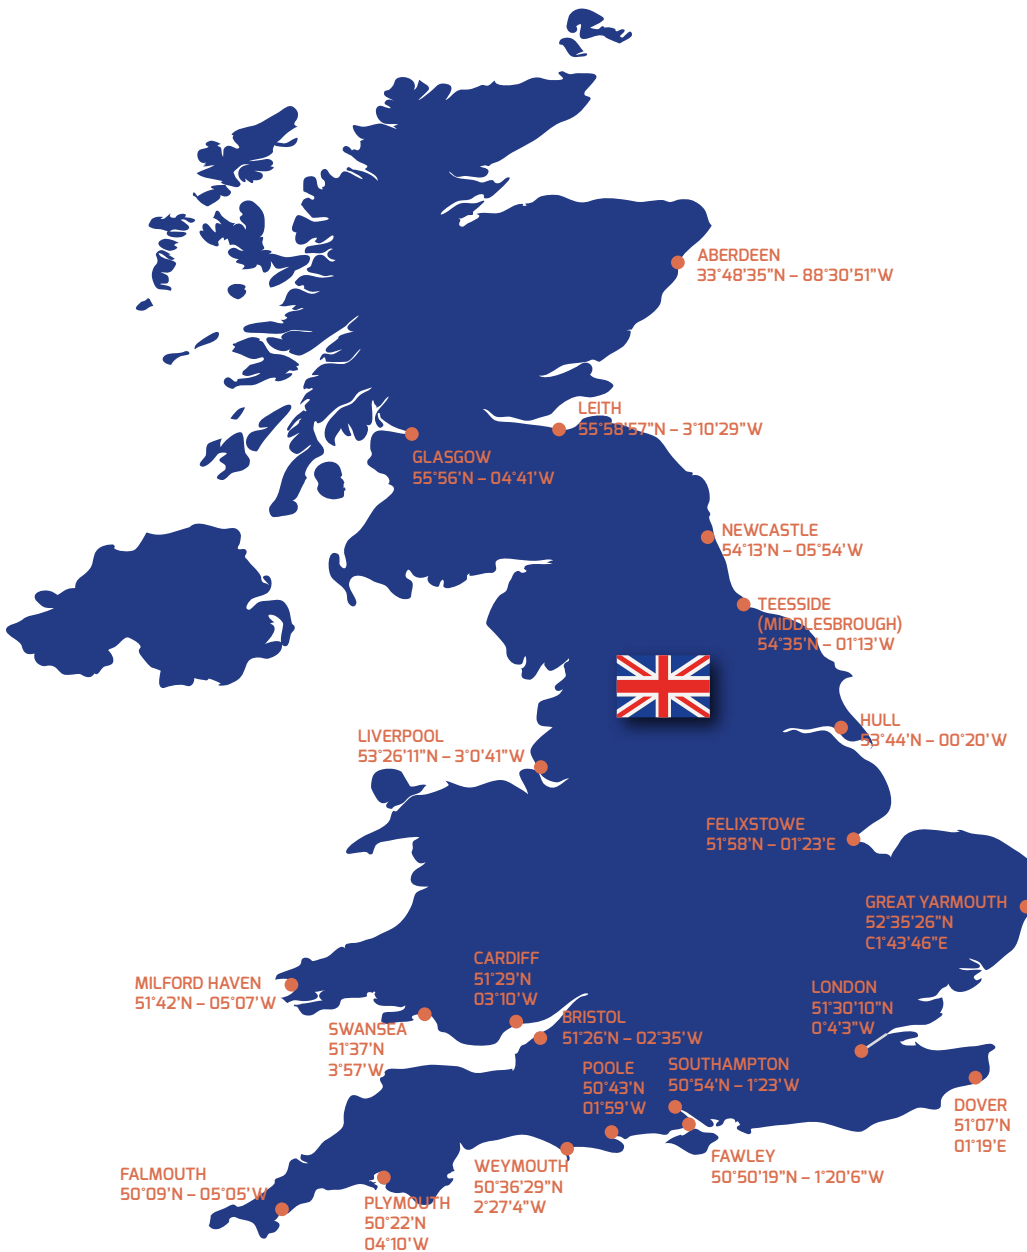 ABERDEEN
33°48'35”N – 88°30'51”W
LEITH
55°58'57”N – 3°10'29”W
GLASGOW
55°56'N – 04°41'W
NEWCASTLE
54°13'N – 05°54'W
TEESSIDE
(MIDDLESBROUGH)
54°35'N – 01°13'W
HULL
53°44'N – 00°20'W
LIVERPOOL
53°26'11”N – 3°0'41”W
FELIXSTOWE
51°58'N – 01°23'E
GREAT YARMOUTH
52°35'26”N
C1°43'46”E
CARDIFF
51°29'N
03°10'W
MILFORD HAVEN
51°42'N – 05°07'W
LONDON
51°30'10”N
0°4'3”W
SWANSEA
51°37'N
3°57'W
BRISTOL
51°26'N – 02°35'W
POOLE
50°43'N
01°59'W
SOUTHAMPTON
50°54'N – 1°23'W
DOVER
51°07'N
01°19'E
FAWLEY
50°50'19”N – 1°20'6”W
WEYMOUTH
50°36'29”N
2°27'4”W
FALMOUTH
50°09'N – 05°05'W
PLYMOUTH
50°22'N
04°10'W